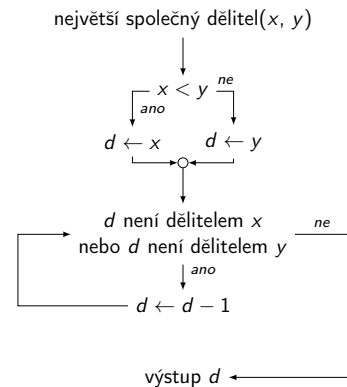 největší společný dělitel(x, y)
x < y
ne
ano
d ← x
d ← y
d není dělitelem x
nebo d není dělitelem y
ne
ano
d ← d − 1
výstup d